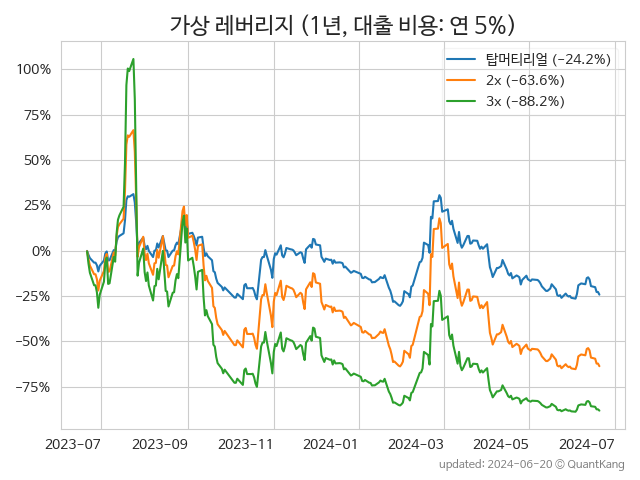 가상 레버리지 (1년, 대출 비용: 연 5%)
탑머티리얼 (−24.2%)
2x (−63.6%)
3x (−88.2%)
100%
75%
50%
25%
0%
−25%
−50%
−75%
2023-07 2023-09 2023-11 2024-01 2024-03 2024-05 2024-07
updated: 2024-06-20 © QuantKang